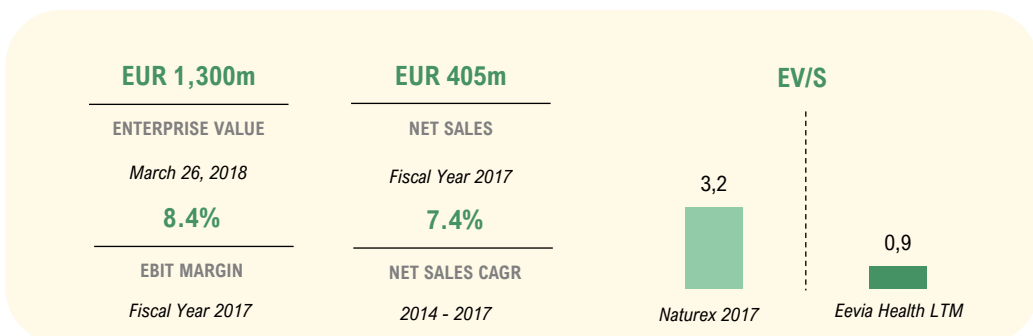 EUR 1,300m
ENTERPRISE VALUE
March 26, 2018
8.4%
EBIT MARGIN
Fiscal Year 2017
EUR 405m
NET SALES
Fiscal Year 2017
7.4%
NET SALES CAGR
2014 - 2017
EV/S
3,2
Naturex 2017
0,9
Eevia Health LTM